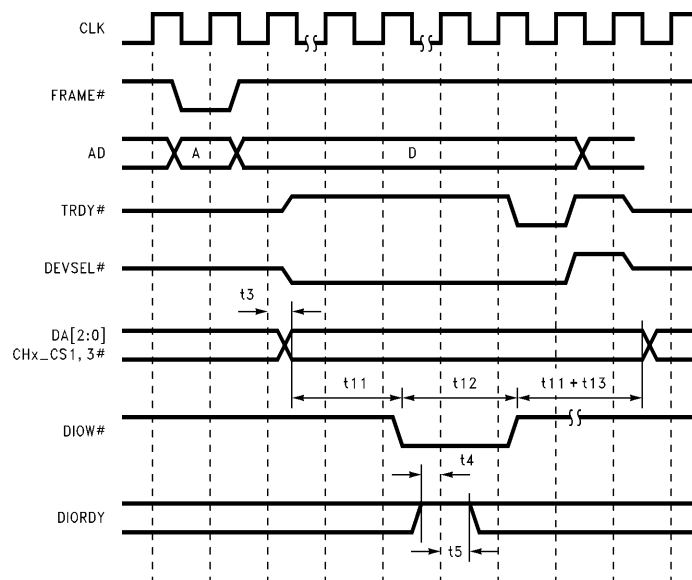 CLK
FRAME#
AD
A
D
TRDY#
DEVSEL#
t3
DA[2:0]
CHx_CS1, 3#
t11
t12
t11 + t13
DIOW#
t4
DIORDY
t5